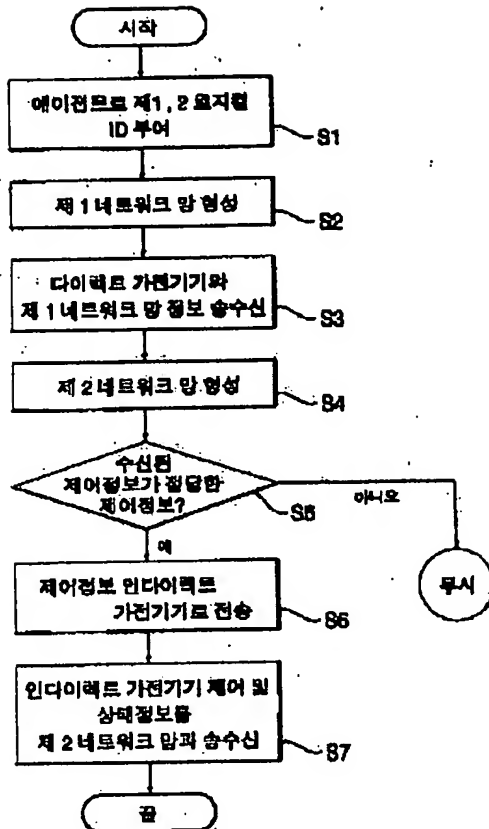 시작
에이전트로 제1, 2 로지컬
ID 부여
S1
제 1 네트워크 망 형성
S2
다이렉트 가전기기와
제 1 네트워크 망 정보 송수신
S3
제 2 네트워크 망 형성
S4
수신된
제어정보가 절당한
제어정보?
S5
아니오
예
무시
제어정보 인다이렉트
가전기기로 전송
S6
인다이렉트 가전기기 제어 및
상태정보를
제 2 네트워크 망과 송수신
S7
끝